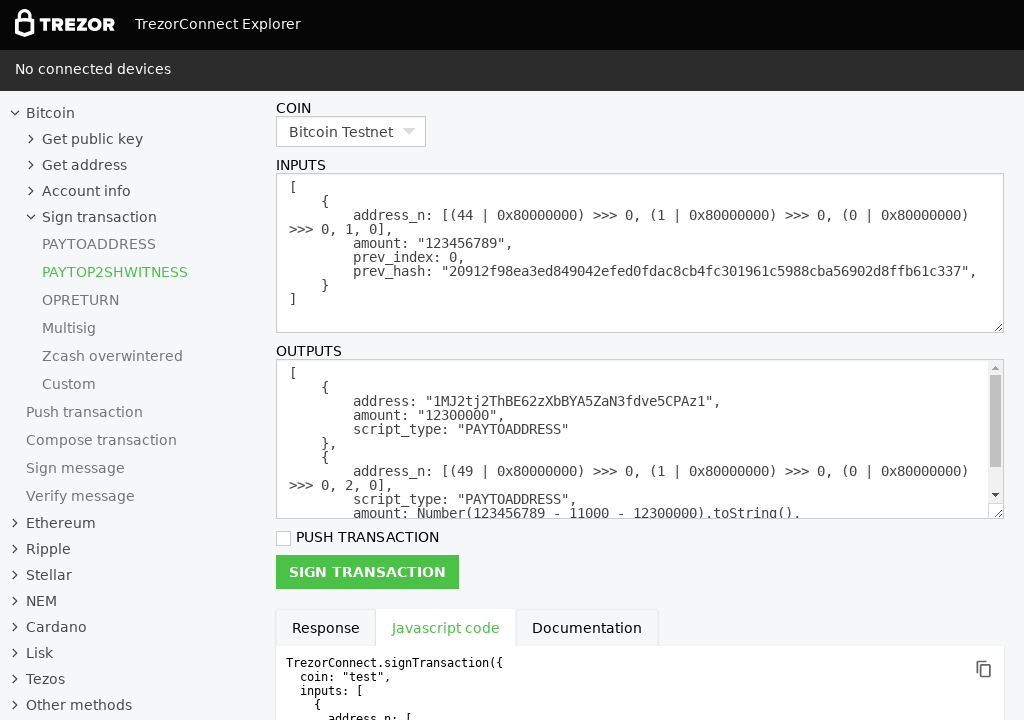 TREZOR TrezorConnect Explorer
No connected devices
Bitcoin
Get public key
Get address
Account info
Sign transaction
PAYTOADDRESS
PAYTOP2SHWITNESS
OPRETURN
Multisig
Zcash overwintered
Custom
Push transaction
Compose transaction
Sign message
Verify message
Ethereum
Ripple
Stellar
NEM
Cardano
Lisk
Tezos
Other methods
COIN
Bitcoin Testnet
INPUTS
[
{
address_n: [(44 | 0x80000000) >>> 0, (1 | 0x80000000) >>> 0, (0 | 0x80000000)
>>> 0, 1, 0],
amount: "123456789",
prev_index: 0,
prev_hash: "20912f98ea3ed849042efed0fdac8cb4fc301961c5988cba56902d8ffb61c337",
}
]
OUTPUTS
[
{
address: "1MJ2tj2ThBE62zXbBYA5ZaN3fdve5CPAz1",
amount: "12300000",
script_type: "PAYTOADDRESS"
},
{
address_n: [(49 | 0x80000000) >>> 0, (1 | 0x80000000) >>> 0, (0 | 0x80000000)
>>> 0, 2, 0],
script_type: "PAYTOADDRESS",
amount: Number(123456789 - 11000 - 12300000).toString(),
PUSH TRANSACTION
SIGN TRANSACTION
Response Javascript code Documentation
TrezorConnect.signTransaction({
coin: "test",
inputs: [
{
address_n: [